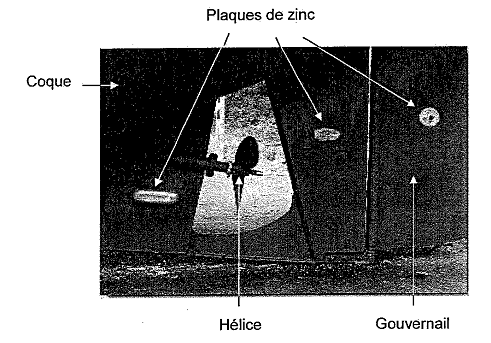 Plaques de zinc
Coque
Hélice
Gouvernail